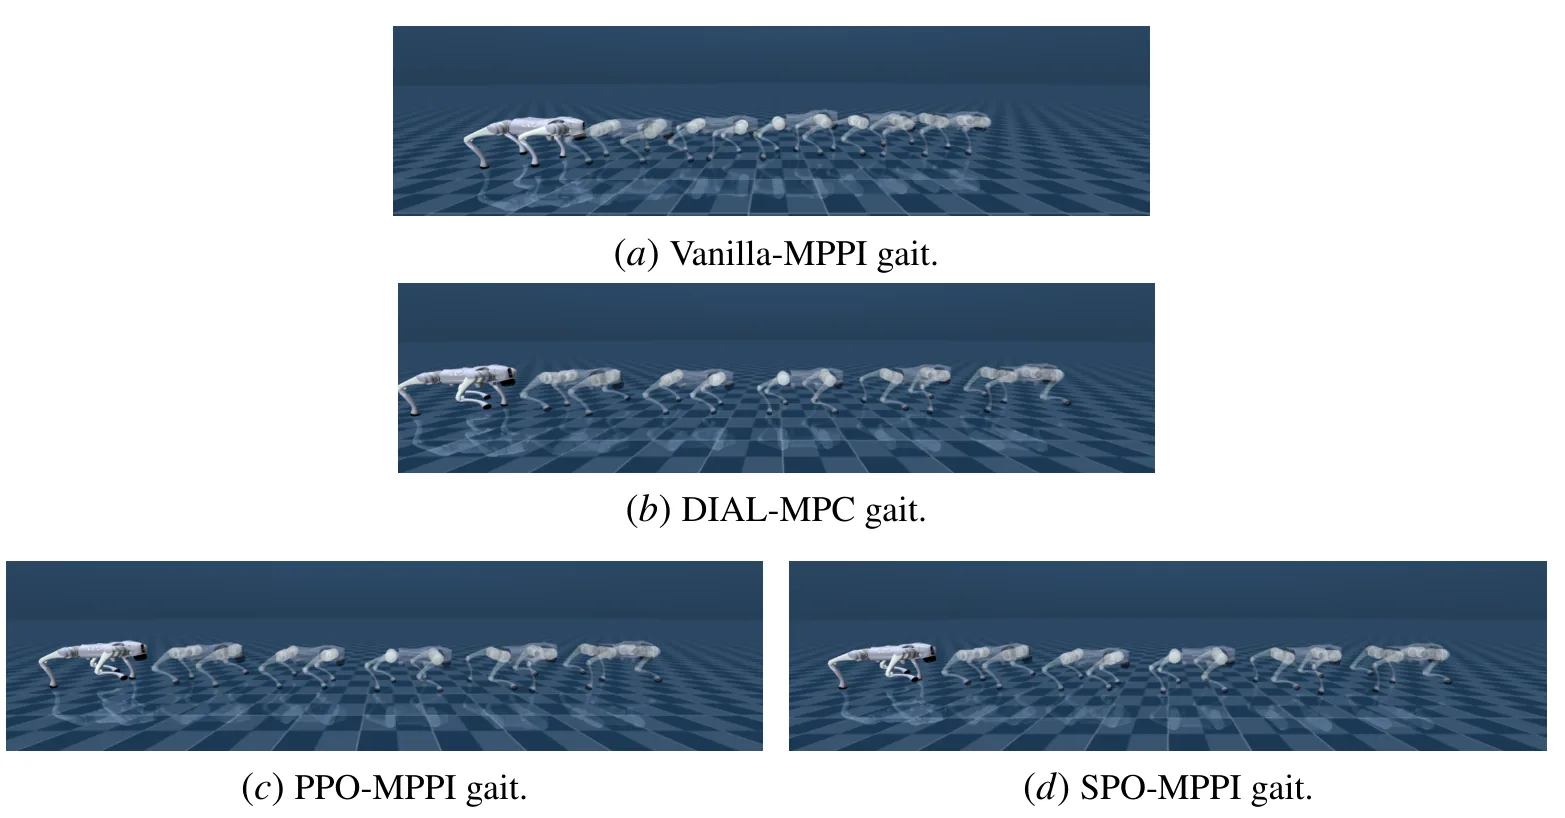 (a) Vanilla-MPPI gait.
(b) DIAL-MPC gait.
(c) PPO-MPPI gait.
(d) SPO-MPPI gait.